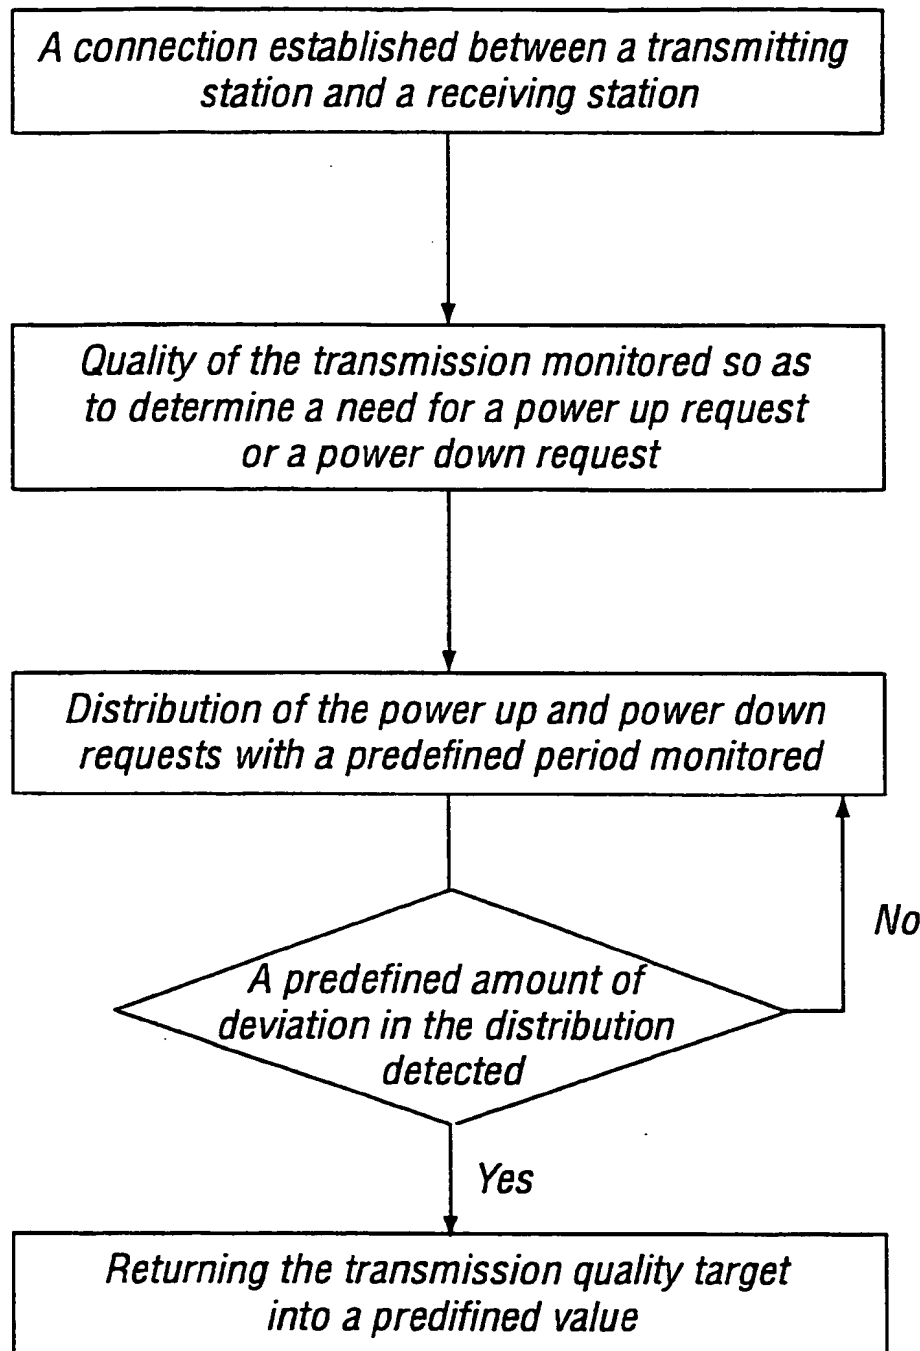 A connection established between a transmitting
station and a receiving station
Quality of the transmission monitored so as
to determine a need for a power up request
or a power down request
Distribution of the power up and power down
requests with a predefined period monitored
No
A predefined amount of
deviation in the distribution
detected
Yes
Returning the transmission quality target
into a predifined value